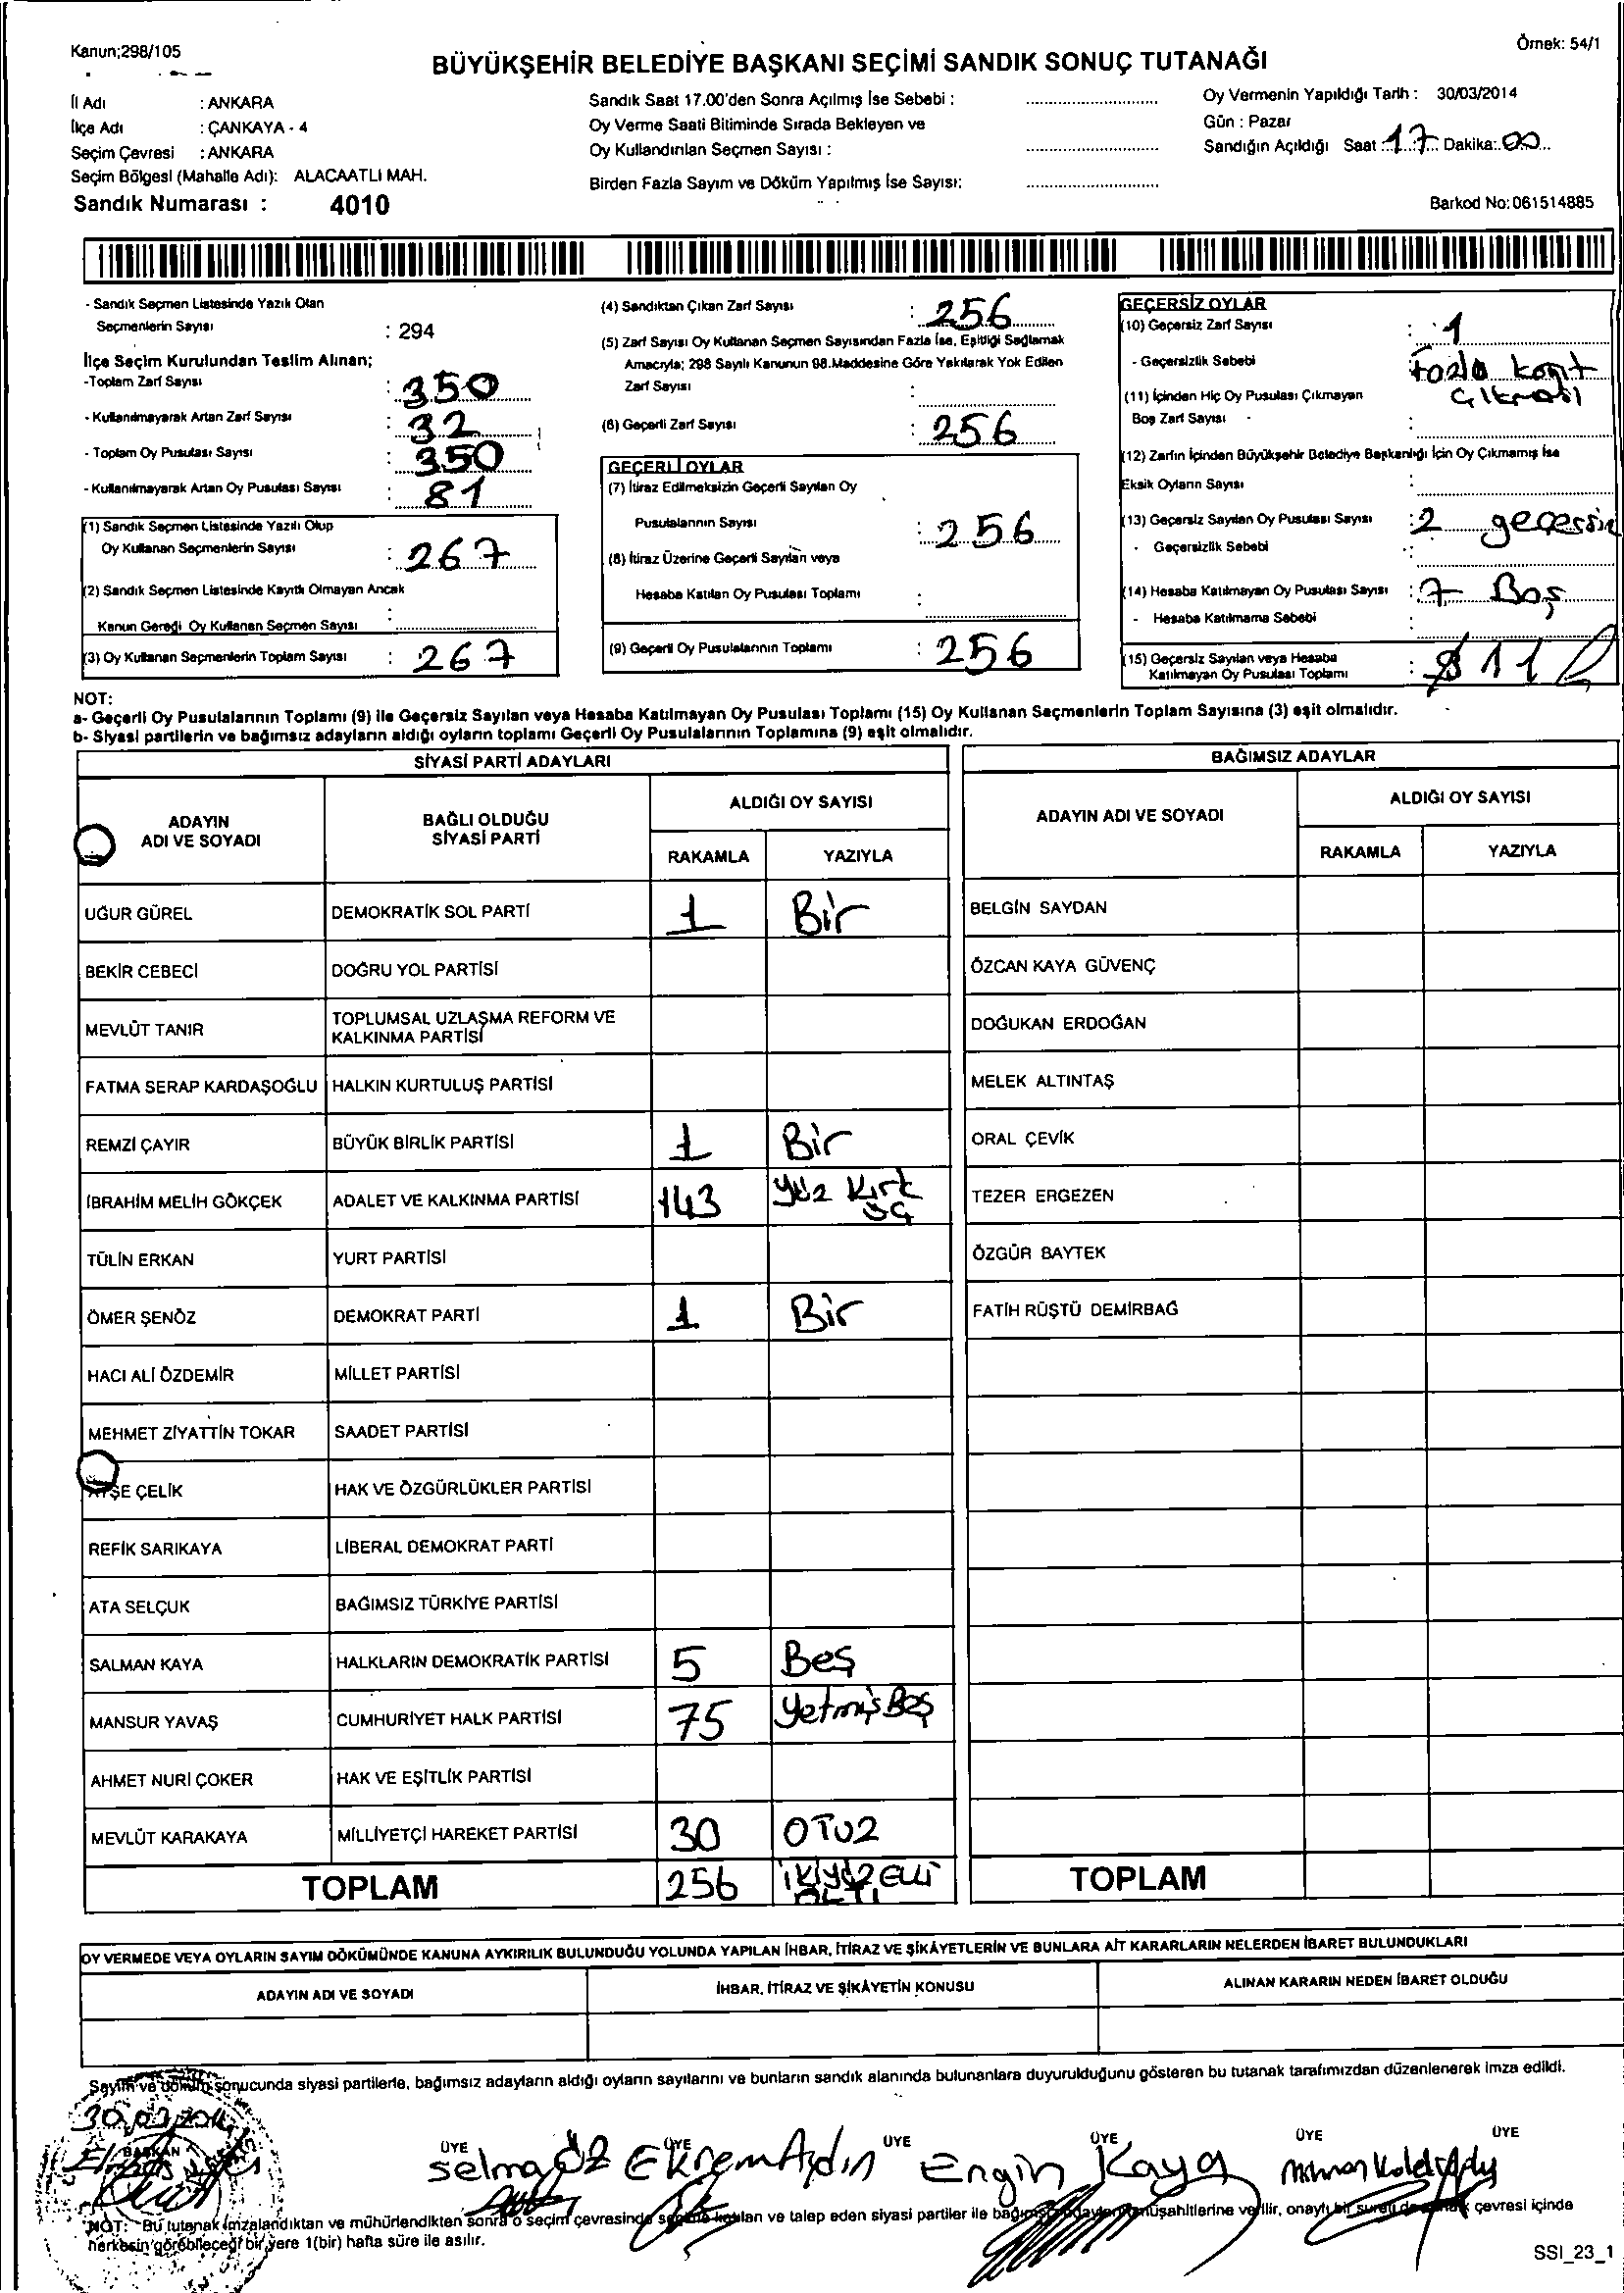 Kanun;298/105
Örnek: 54/1
BÜYÜKŞEHİR BELEDİYE BAŞKANI SEÇİMİ SANDIK SONUÇ TUTANAĞI
İl Adı : ANKARA
İlçe Adı : ÇANKAYA - 4
Seçim Çevresi : ANKARA
Seçim Bölgesi (Mahalle Adı): ALACAATLI MAH.
Sandık Numarası : 4010
Sandık Saat 17.00'den Sonra Açılmış İse Sebebi :
Oy Verme Saati Bitiminde Sırada Bekleyen ve
Oy Kullandırılan Seçmen Sayısı :
Birden Fazla Sayım ve Döküm Yapılmış İse Sayısı:
Oy Vermenin Yapıldığı Tarih : 30/03/2014
Gün : Pazar
Sandığın Açıldığı Saat : 17 Dakika: 00
Barkod No: 061514885
- Sandık Seçmen Listesinde Yazılı Olan
Seçmenlerin Sayısı : 294
İlçe Seçim Kurulundan Teslim Alınan;
-Toplam Zarf Sayısı : 350
- Kullanılmayarak Artan Zarf Sayısı : 32
- Toplam Oy Pusulası Sayısı : 350
- Kullanılmayarak Artan Oy Pusulası Sayısı : 81
(1) Sandık Seçmen Listesinde Yazılı Olup
Oy Kullanan Seçmenlerin Sayısı : 267
(2) Sandık Seçmen Listesinde Kayıtlı Olmayan Ancak
Kanun Gereği Oy Kullanan Seçmen Sayısı :
(3) Oy Kullanan Seçmenlerin Toplam Sayısı : 267
(4) Sandıktan Çıkan Zarf Sayısı : 256
(5) Zarf Sayısı Oy Kullanan Seçmen Sayısından Fazla İse, Eşitliği Sağlamak
Amacıyla; 298 Sayılı Kanunun 98.Maddesine Göre Yakılarak Yok Edilen
Zarf Sayısı :
(6) Geçerli Zarf Sayısı : 256
GEÇERLİ OYLAR
(7) İtiraz Edilmeksizin Geçerli Sayılan Oy
Pusulalarının Sayısı : 256
(8) İtiraz Üzerine Geçerli Sayılan veya
Hesaba Katılan Oy Pusulası Toplamı :
(9) Geçerli Oy Pusulalarının Toplamı : 256
GEÇERSİZ OYLAR
(10) Geçersiz Zarf Sayısı : 1
- Geçersizlik Sebebi : Fazla kağıt
çıkması
(11) İçinden Hiç Oy Pusulası Çıkmayan
Boş Zarf Sayısı :
(12) Zarfın İçinden Büyükşehir Belediye Başkanlığı İçin Oy Çıkmamış İse
Eksik Oyların Sayısı :
(13) Geçersiz Sayılan Oy Pusulası Sayısı : 2 geçersiz
- Geçersizlik Sebebi :
(14) Hesaba Katılmayan Oy Pusulası Sayısı : 7 Boş
- Hesaba Katılmama Sebebi :
(15) Geçersiz Sayılan veya Hesaba
Katılmayan Oy Pusulası Toplamı : 11
NOT:
a- Geçerli Oy Pusulalarının Toplamı (9) ile Geçersiz Sayılan veya Hesaba Katılmayan Oy Pusulası Toplamı (15) Oy Kullanan Seçmenlerin Toplam Sayısına (3) eşit olmalıdır.
b- Siyasi partilerin ve bağımsız adayların aldığı oyların toplamı Geçerli Oy Pusulalarının Toplamına (9) eşit olmalıdır.
SİYASİ PARTİ ADAYLARI
ADAYIN ADI VE SOYADI
BAĞLI OLDUĞU SİYASİ PARTİ
ALDIĞI OY SAYISI
RAKAMLA YAZIYLA
UĞUR GÜREL DEMOKRATİK SOL PARTİ 1 Bir
BEKİR CEBECİ DOĞRU YOL PARTİSİ
MEVLÜT TANIR TOPLUMSAL UZLAŞMA REFORM VE KALKINMA PARTİSİ
FATMA SERAP KARDAŞOĞLU HALKIN KURTULUŞ PARTİSİ
REMZİ ÇAYIR BÜYÜK BİRLİK PARTİSİ 1 Bir
İBRAHİM MELİH GÖKÇEK ADALET VE KALKINMA PARTİSİ 143 Yüz Kırk üç
TÜLİN ERKAN YURT PARTİSİ
ÖMER ŞENÖZ DEMOKRAT PARTİ 1 Bir
HACI ALİ ÖZDEMİR MİLLET PARTİSİ
MEHMET ZİYATTİN TOKAR SAADET PARTİSİ
AYŞE ÇELİK HAK VE ÖZGÜRLÜKLER PARTİSİ
REFİK SARIKAYA LİBERAL DEMOKRAT PARTİ
ATA SELÇUK BAĞIMSIZ TÜRKİYE PARTİSİ
SALMAN KAYA HALKLARIN DEMOKRATİK PARTİSİ 5 Beş
MANSUR YAVAŞ CUMHURİYET HALK PARTİSİ 75 Yetmiş Beş
AHMET NURİ ÇOKER HAK VE EŞİTLİK PARTİSİ
MEVLÜT KARAKAYA MİLLİYETÇİ HAREKET PARTİSİ 30 OTUZ
TOPLAM 256 İKİYÜZ ELLİ ALTI
BAĞIMSIZ ADAYLAR
ADAYIN ADI VE SOYADI
ALDIĞI OY SAYISI
RAKAMLA YAZIYLA
BELGİN SAYDAN
ÖZCAN KAYA GÜVENÇ
DOĞUKAN ERDOĞAN
MELEK ALTINTAŞ
ORAL ÇEVİK
TEZER ERGEZEN
ÖZGÜR BAYTEK
FATİH RÜŞTÜ DEMİRBAĞ
TOPLAM
OY VERMEDE VEYA OYLARIN SAYIM DÖKÜMÜNDE KANUNA AYKIRILIK BULUNDUĞU YOLUNDA YAPILAN İHBAR, İTİRAZ VE ŞİKÂYETLERİN VE BUNLARA AİT KARARLARIN NELERDEN İBARET BULUNDUKLARI
ADAYIN ADI VE SOYADI İHBAR, İTİRAZ VE ŞİKÂYETİN KONUSU ALINAN KARARIN NEDEN İBARET OLDUĞU
Sayım ve döküm sonucunda siyasi partilerle, bağımsız adayların aldığı oyların sayılarını ve bunların sandık alanında bulunanlara duyurulduğunu gösteren bu tutanak tarafımızdan düzenlenerek imza edildi.
30.03.2014
BAŞKAN ÜYE ÜYE ÜYE ÜYE ÜYE ÜYE
Selma ÖZ Ekrem Aydın Engin Kaya
NOT: Bu tutanak imzalandıktan ve mühürlendikten sonra o seçim çevresinde seçime katılan ve talep eden siyasi partiler ile bağımsız adayların müşahitlerine verilir, onaylı bir sureti de sandık çevresi içinde
herkesin görebileceği bir yere 1(bir) hafta süre ile asılır.
SSI_23_1